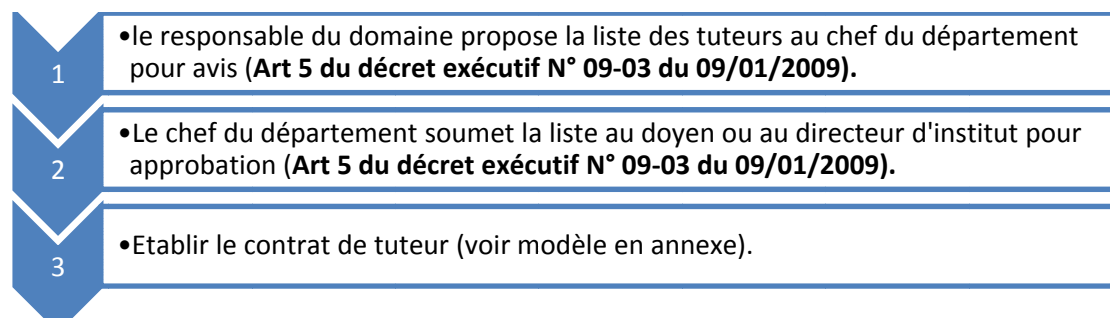 1
•le responsable du domaine propose la liste des tuteurs au chef du département
pour avis (Art 5 du décret exécutif N° 09-03 du 09/01/2009).
2
•Le chef du département soumet la liste au doyen ou au directeur d'institut pour
approbation (Art 5 du décret exécutif N° 09-03 du 09/01/2009).
3
•Etablir le contrat de tuteur (voir modèle en annexe).